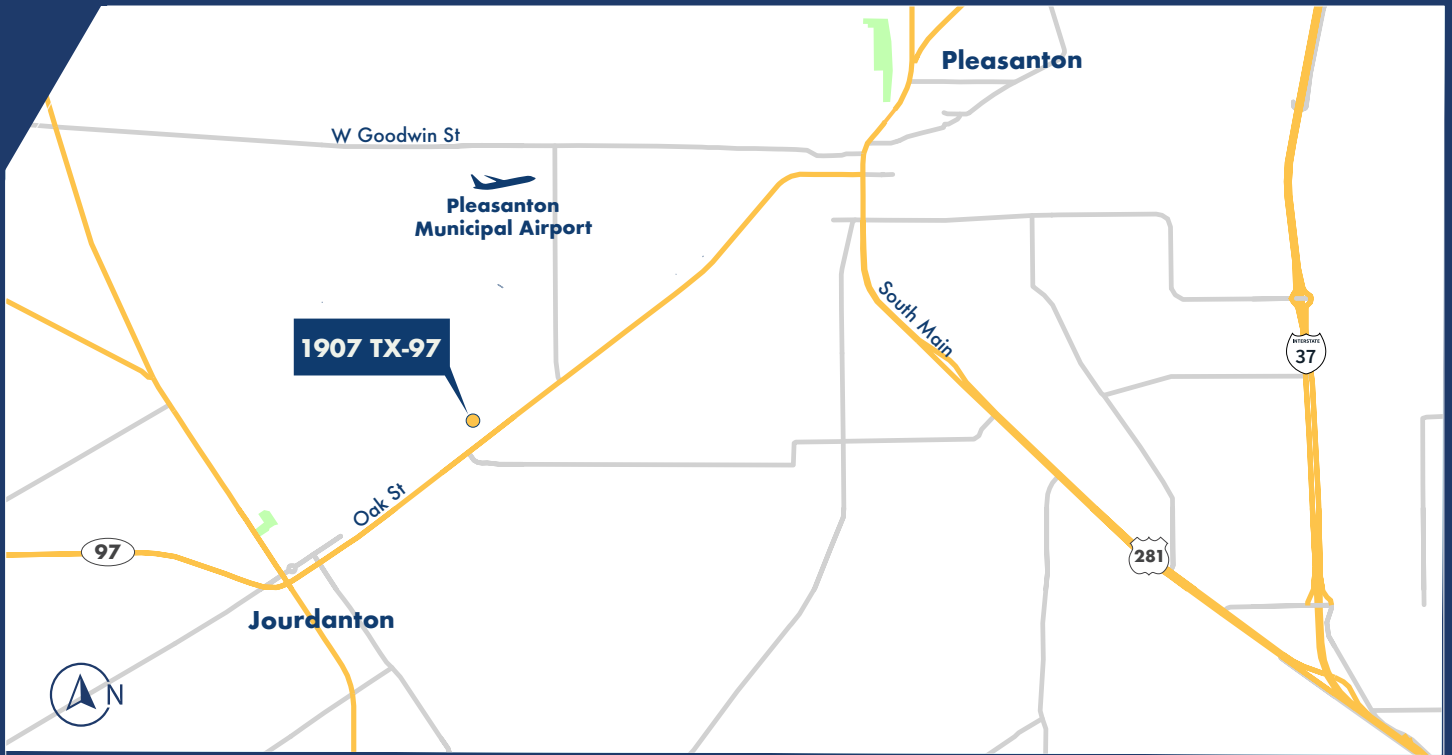 Pleasanton
W Goodwin St
Pleasanton
Municipal Airport
South Main
1907 TX-97
INTERSTATE
37
Oak St
97
281
Jourdanton
N